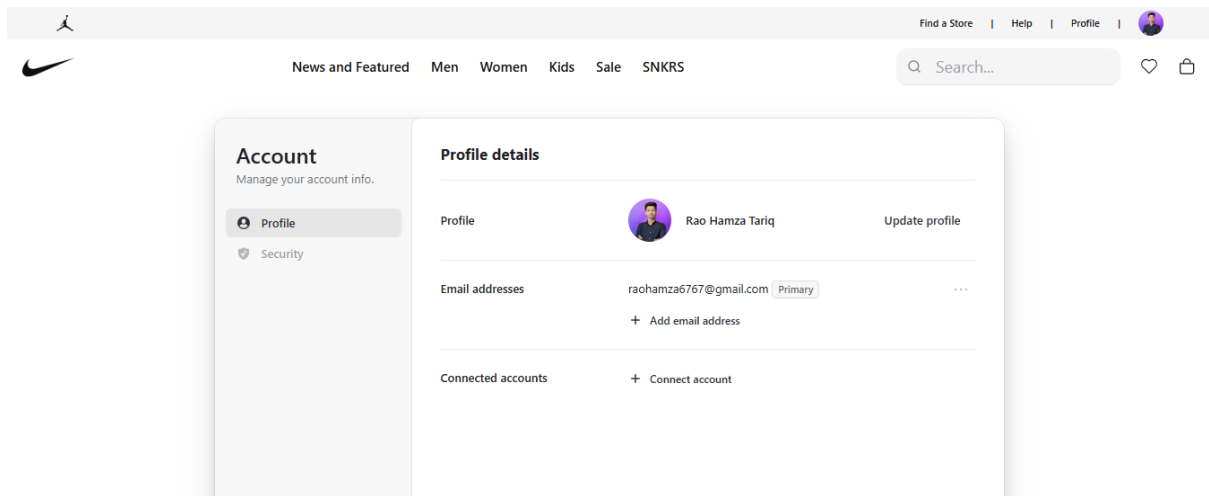 Find a Store | Help | Profile |
News and Featured Men Women Kids Sale SNKRS
Search...
Account
Manage your account info.
Profile
Security
Profile details
Profile
Rao Hamza Tariq
Update profile
Email addresses
raohamza6767@gmail.com Primary
+ Add email address
Connected accounts
+ Connect account